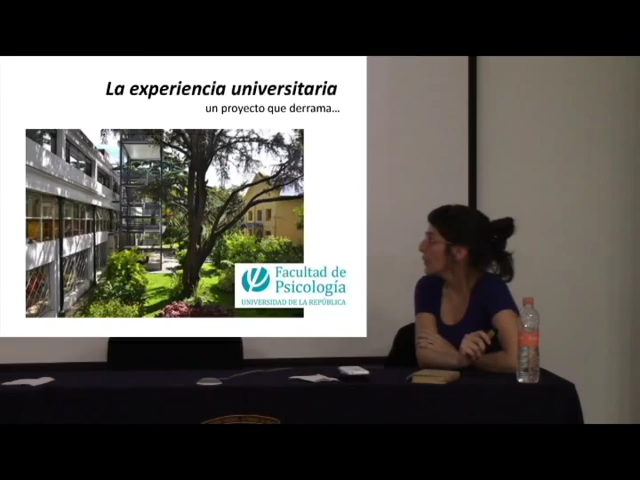 La experiencia universitaria
un proyecto que derrama...
Facultad de
Psicología
UNIVERSIDAD DE LA REPÚBLICA